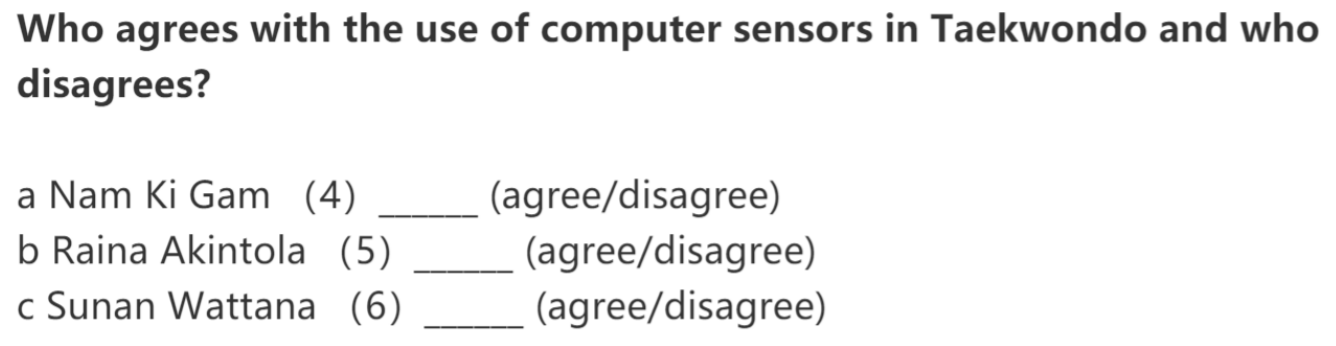 Who agrees with the use of computer sensors in Taekwondo and who
disagrees?
a Nam Ki Gam (4) ______ (agree/disagree)
b Raina Akintola (5) ______ (agree/disagree)
c Sunan Wattana (6) ______ (agree/disagree)